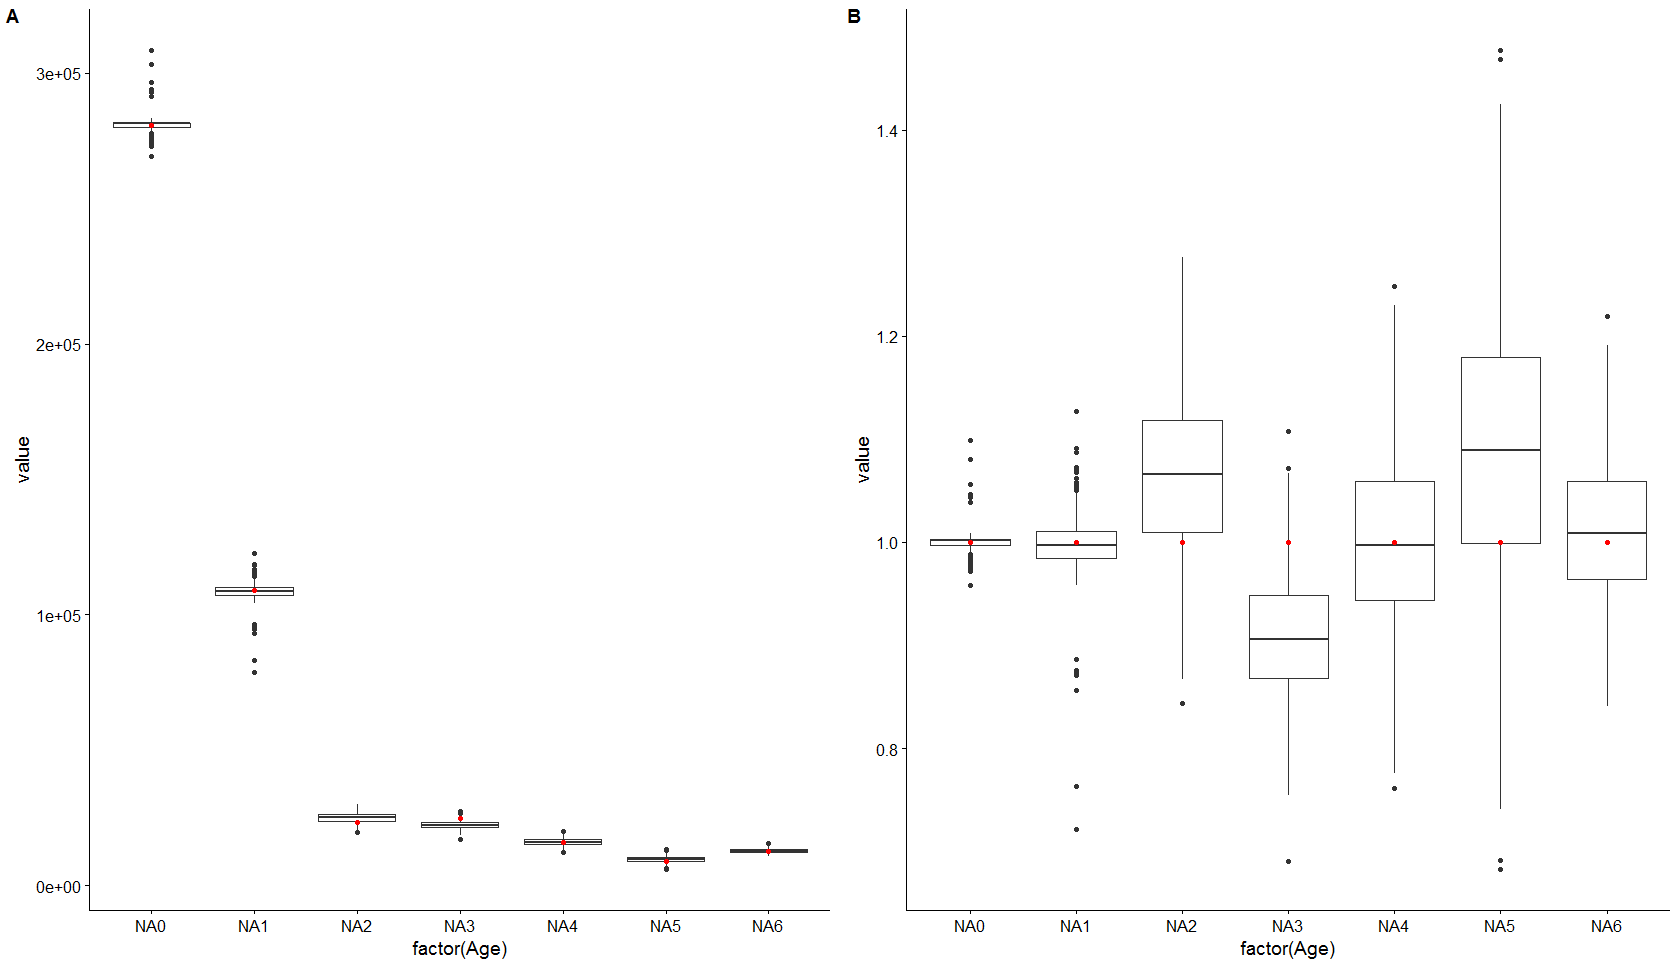 A
value
3e+05
2e+05
1e+05
0e+00
NA0 NA1 NA2 NA3 NA4 NA5 NA6
factor(Age)
B
value
1.4
1.2
1.0
0.8
NA0 NA1 NA2 NA3 NA4 NA5 NA6
factor(Age)